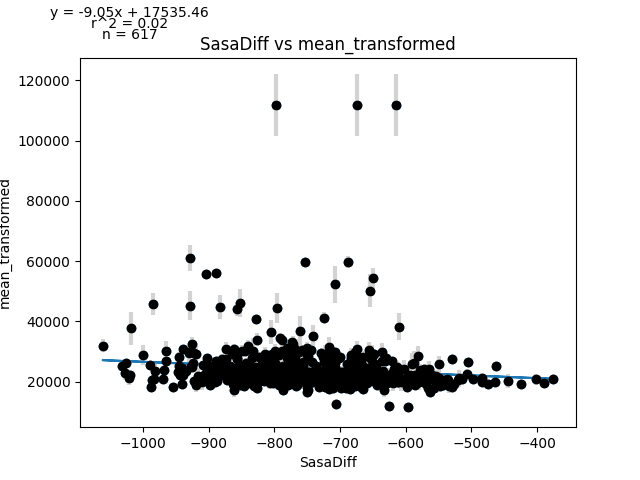 y = -9.05x + 17535.46
r^2 = 0.02
n = 617
SasaDiff vs mean_transformed
120000
100000
80000
60000
40000
20000
mean_transformed
−1000
−900
−800
−700
−600
−500
−400
SasaDiff